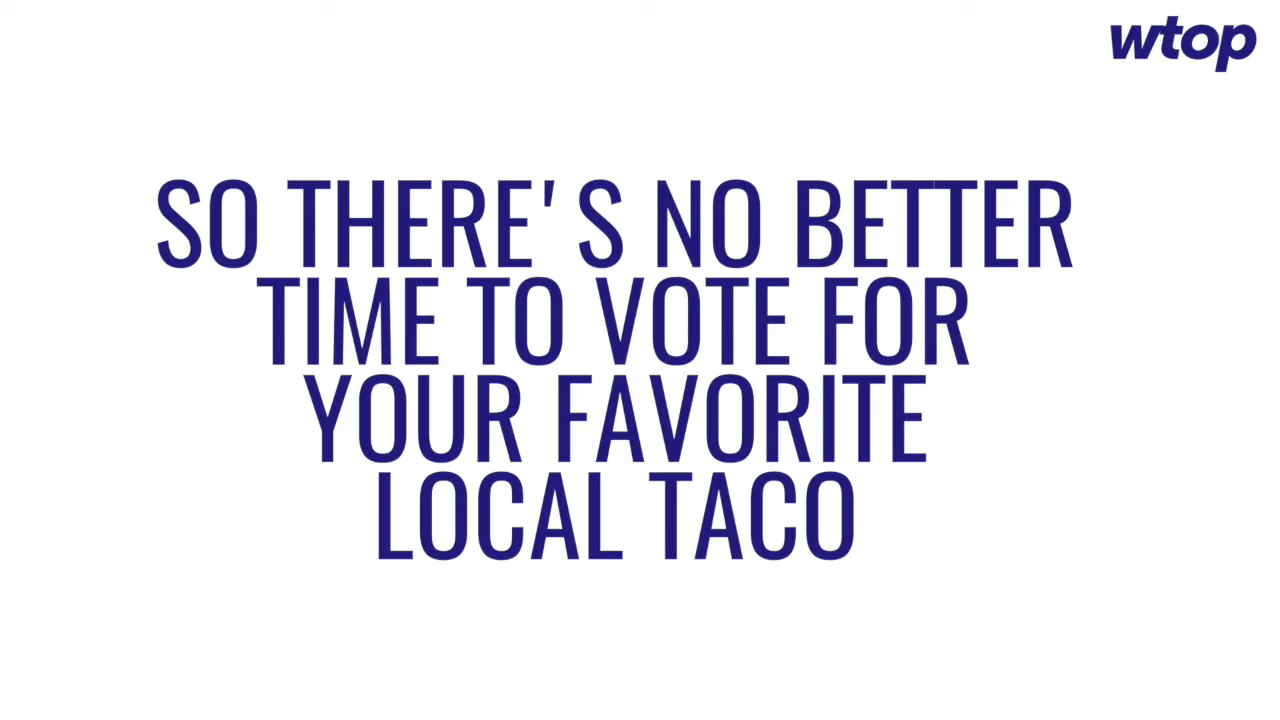 wtop
SO THERE'S NO BETTER
TIME TO VOTE FOR
YOUR FAVORITE
LOCAL TACO